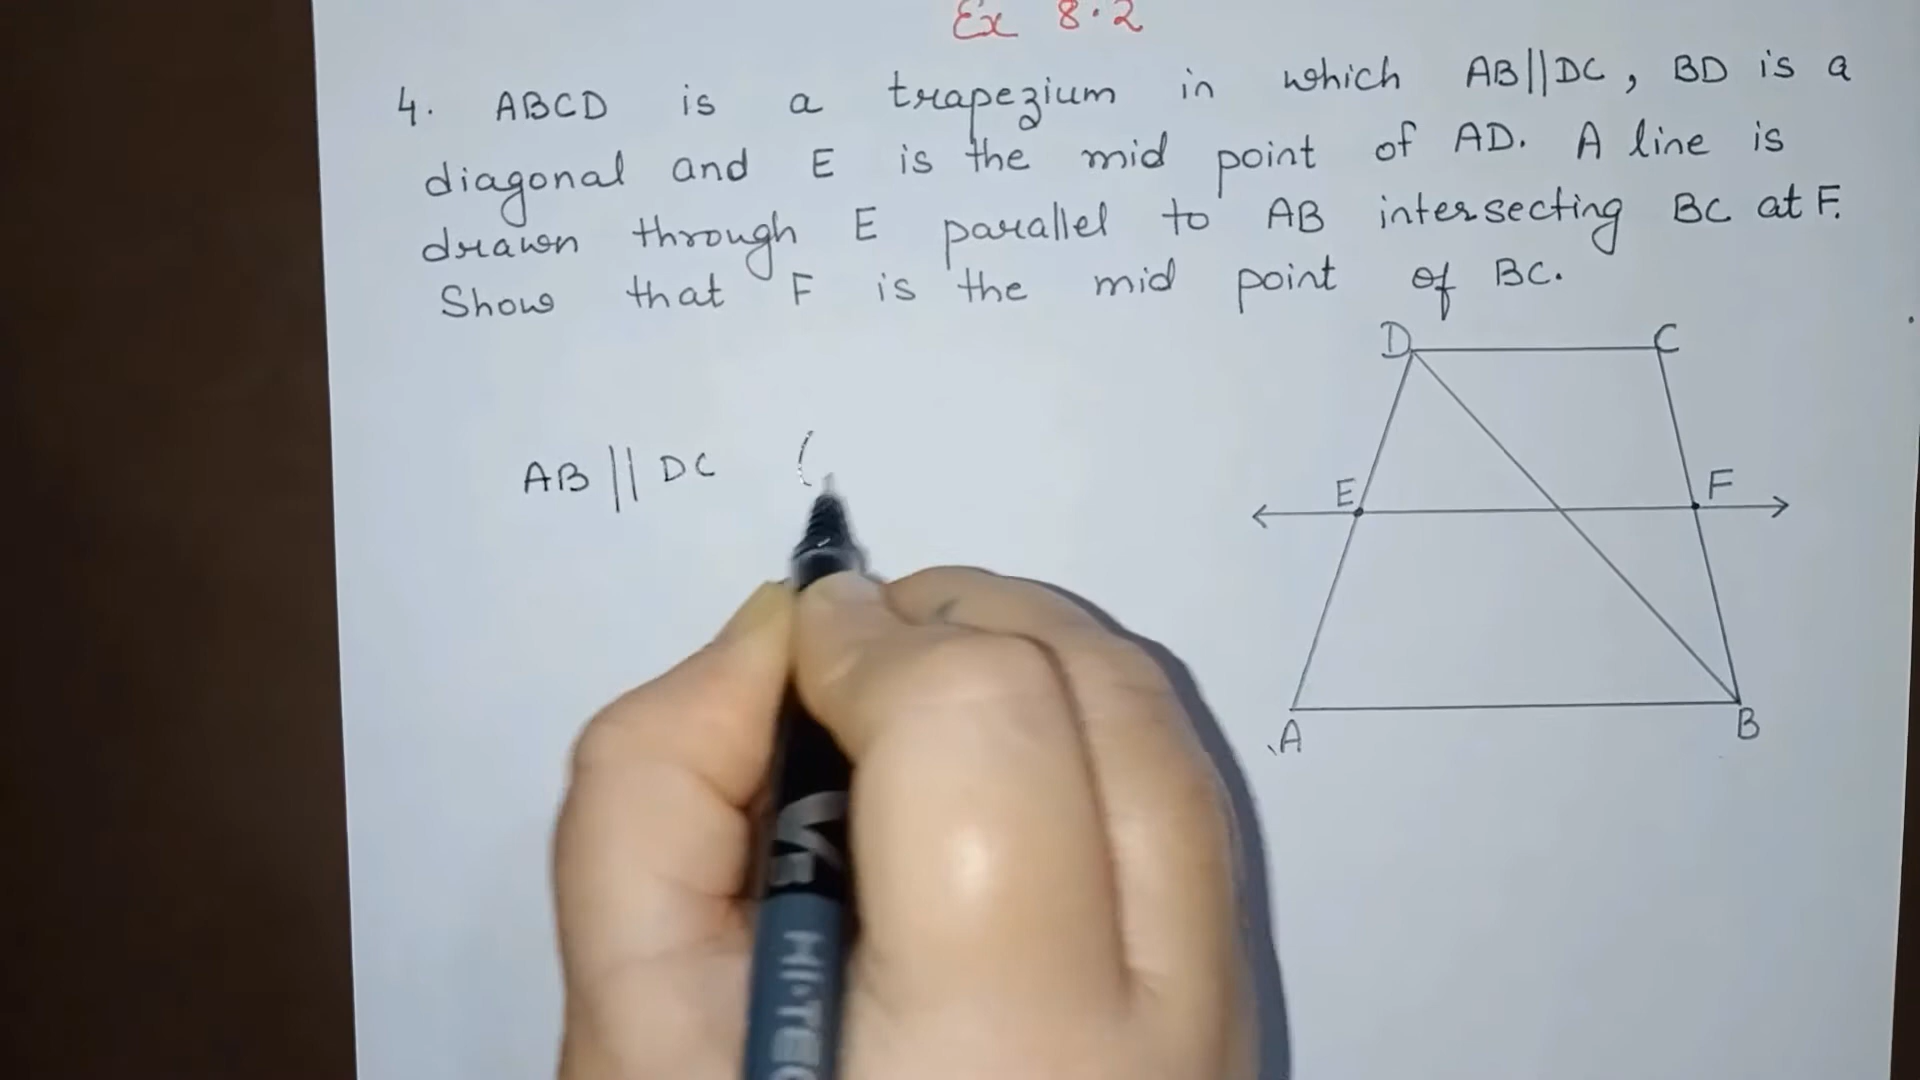 Ex 8.2
4. ABCD is a trapezium in which AB||DC, BD is a
diagonal and E is the mid point of AD. A line is
drawn through E parallel to AB intersecting BC at F.
Show that F is the mid point of BC.
D C
AB || DC (
E F
A B
V5
HI-TEC